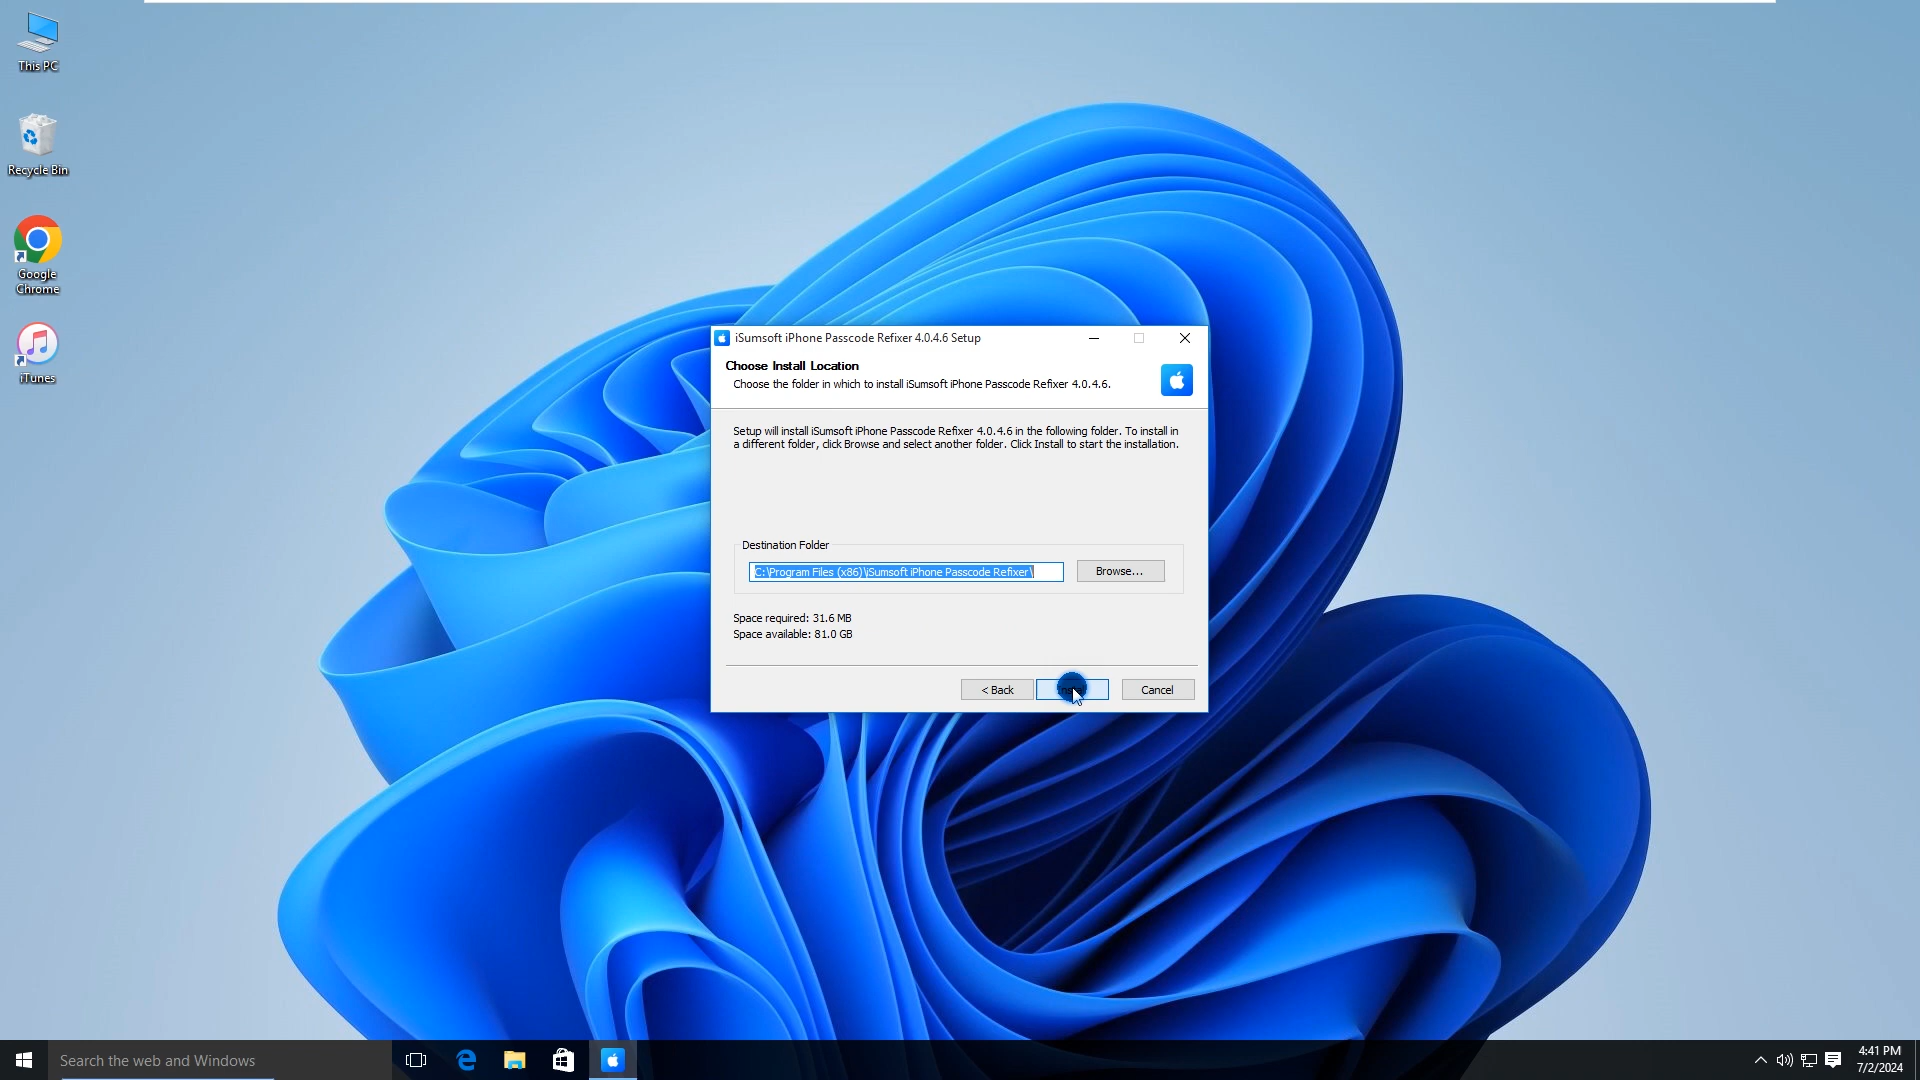 This PC
Recycle Bin
Google
Chrome
iTunes
iSumsoft iPhone Passcode Refixer 4.0.4.6 Setup
Choose Install Location
Choose the folder in which to install iSumsoft iPhone Passcode Refixer 4.0.4.6.
Setup will install iSumsoft iPhone Passcode Refixer 4.0.4.6 in the following folder. To install in
a different folder, click Browse and select another folder. Click Install to start the installation.
Destination Folder
C:\Program Files (x86)\iSumsoft iPhone Passcode Refixer\
Browse...
Space required: 31.6 MB
Space available: 81.0 GB
< Back
Cancel
Search the web and Windows
4:41 PM
7/2/2024